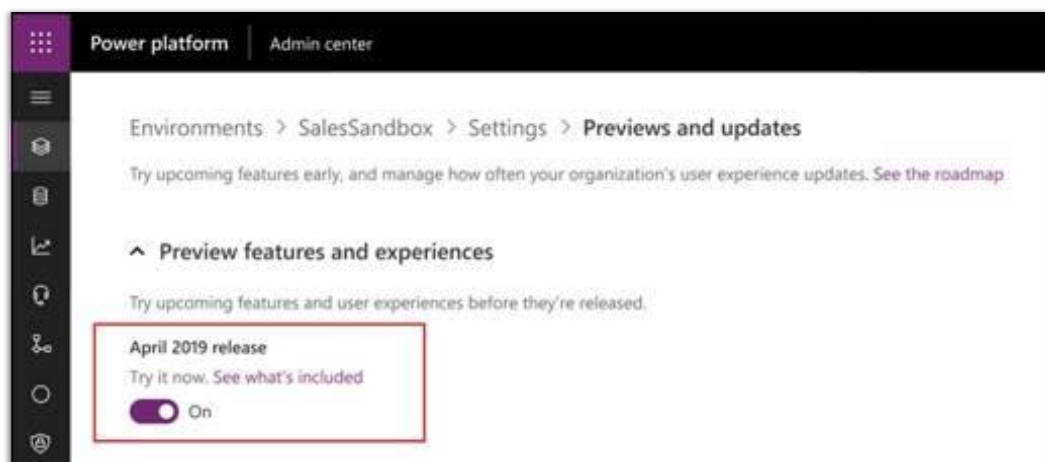 Power platform | Admin center
Environments > SalesSandbox > Settings > Previews and updates
Try upcoming features early, and manage how often your organization's user experience updates. See the roadmap
Preview features and experiences
Try upcoming features and user experiences before they're released.
April 2019 release
Try it now. See what's included
On